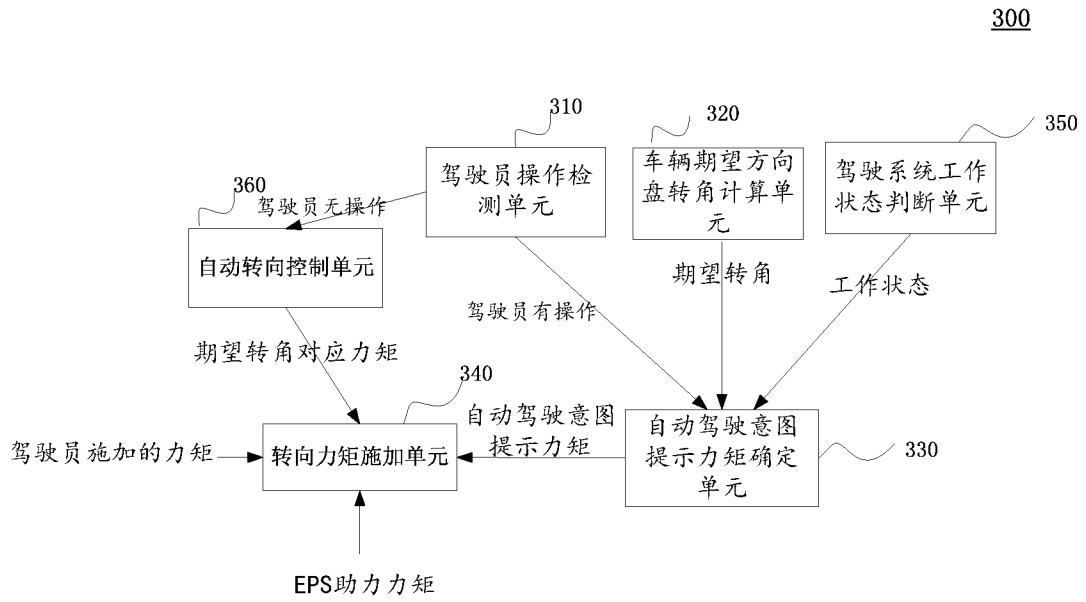 300
310
320
350
驾驶员操作检
测单元
车辆期望方向
盘转角计算单
元
驾驶系统工作
状态判断单元
360
驾驶员无操作
自动转向控制单元
期望转角
工作状态
驾驶员有操作
期望转角对应力矩
340
自动驾驶意图
提示力矩
自动驾驶意图
提示力矩确定
单元
330
驾驶员施加的力矩
转向力矩施加单元
EPS助力力矩